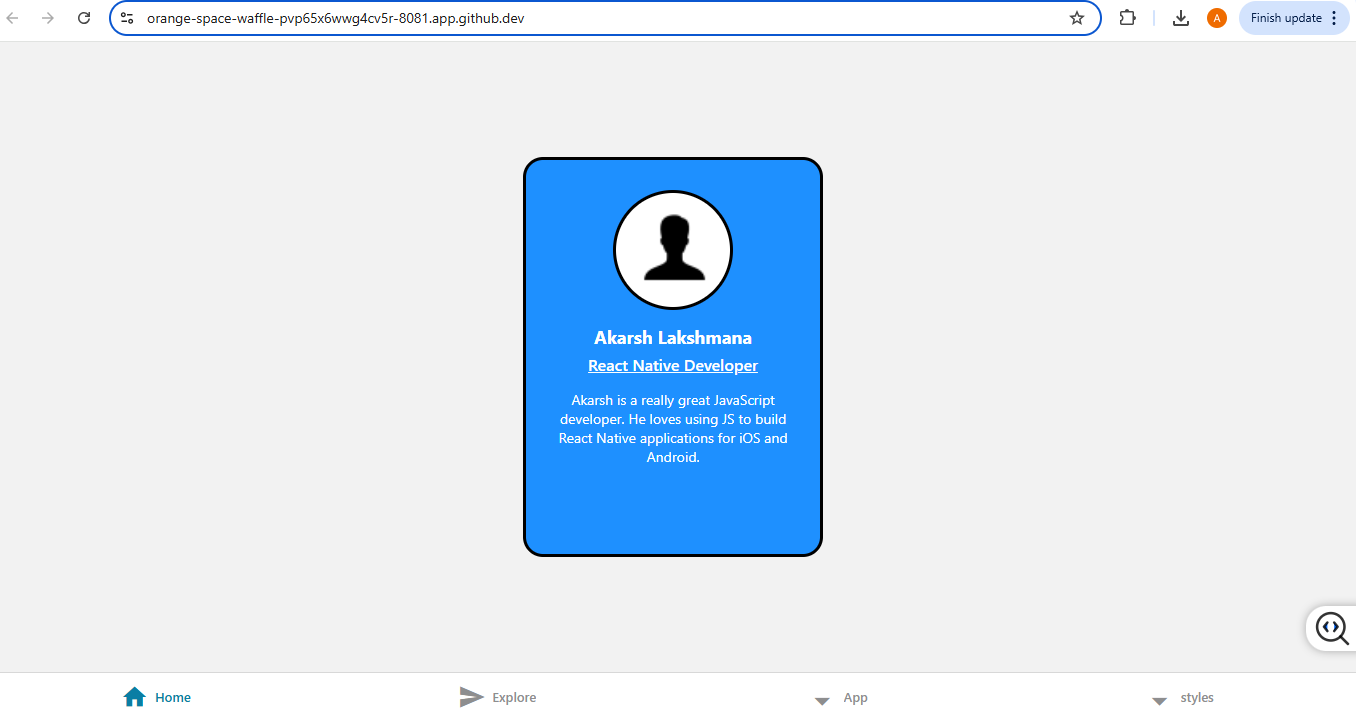 orange-space-waffle-pvp65x6wwg4cv5r-8081.app.github.dev
A
Finish update
Akarsh Lakshmana
React Native Developer
Akarsh is a really great JavaScript
developer. He loves using JS to build
React Native applications for iOS and
Android.
Home
Explore
App
styles